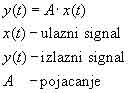 y(t) = A· x(t)
x(t) – ulazni signal
y(t) – izlazni signal
A – pojacanje